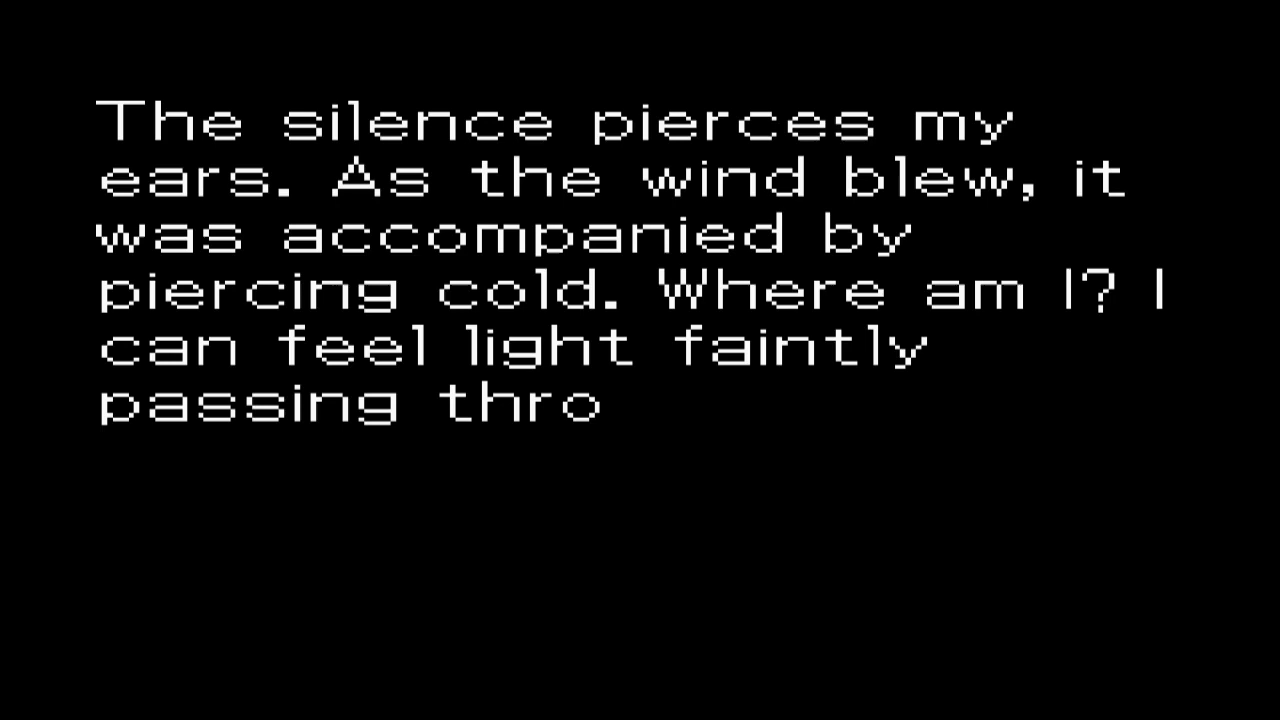 The silence pierces my
ears. As the wind blew, it
was accompanied by
piercing cold. Where am I? I
can feel light faintly
passing thro